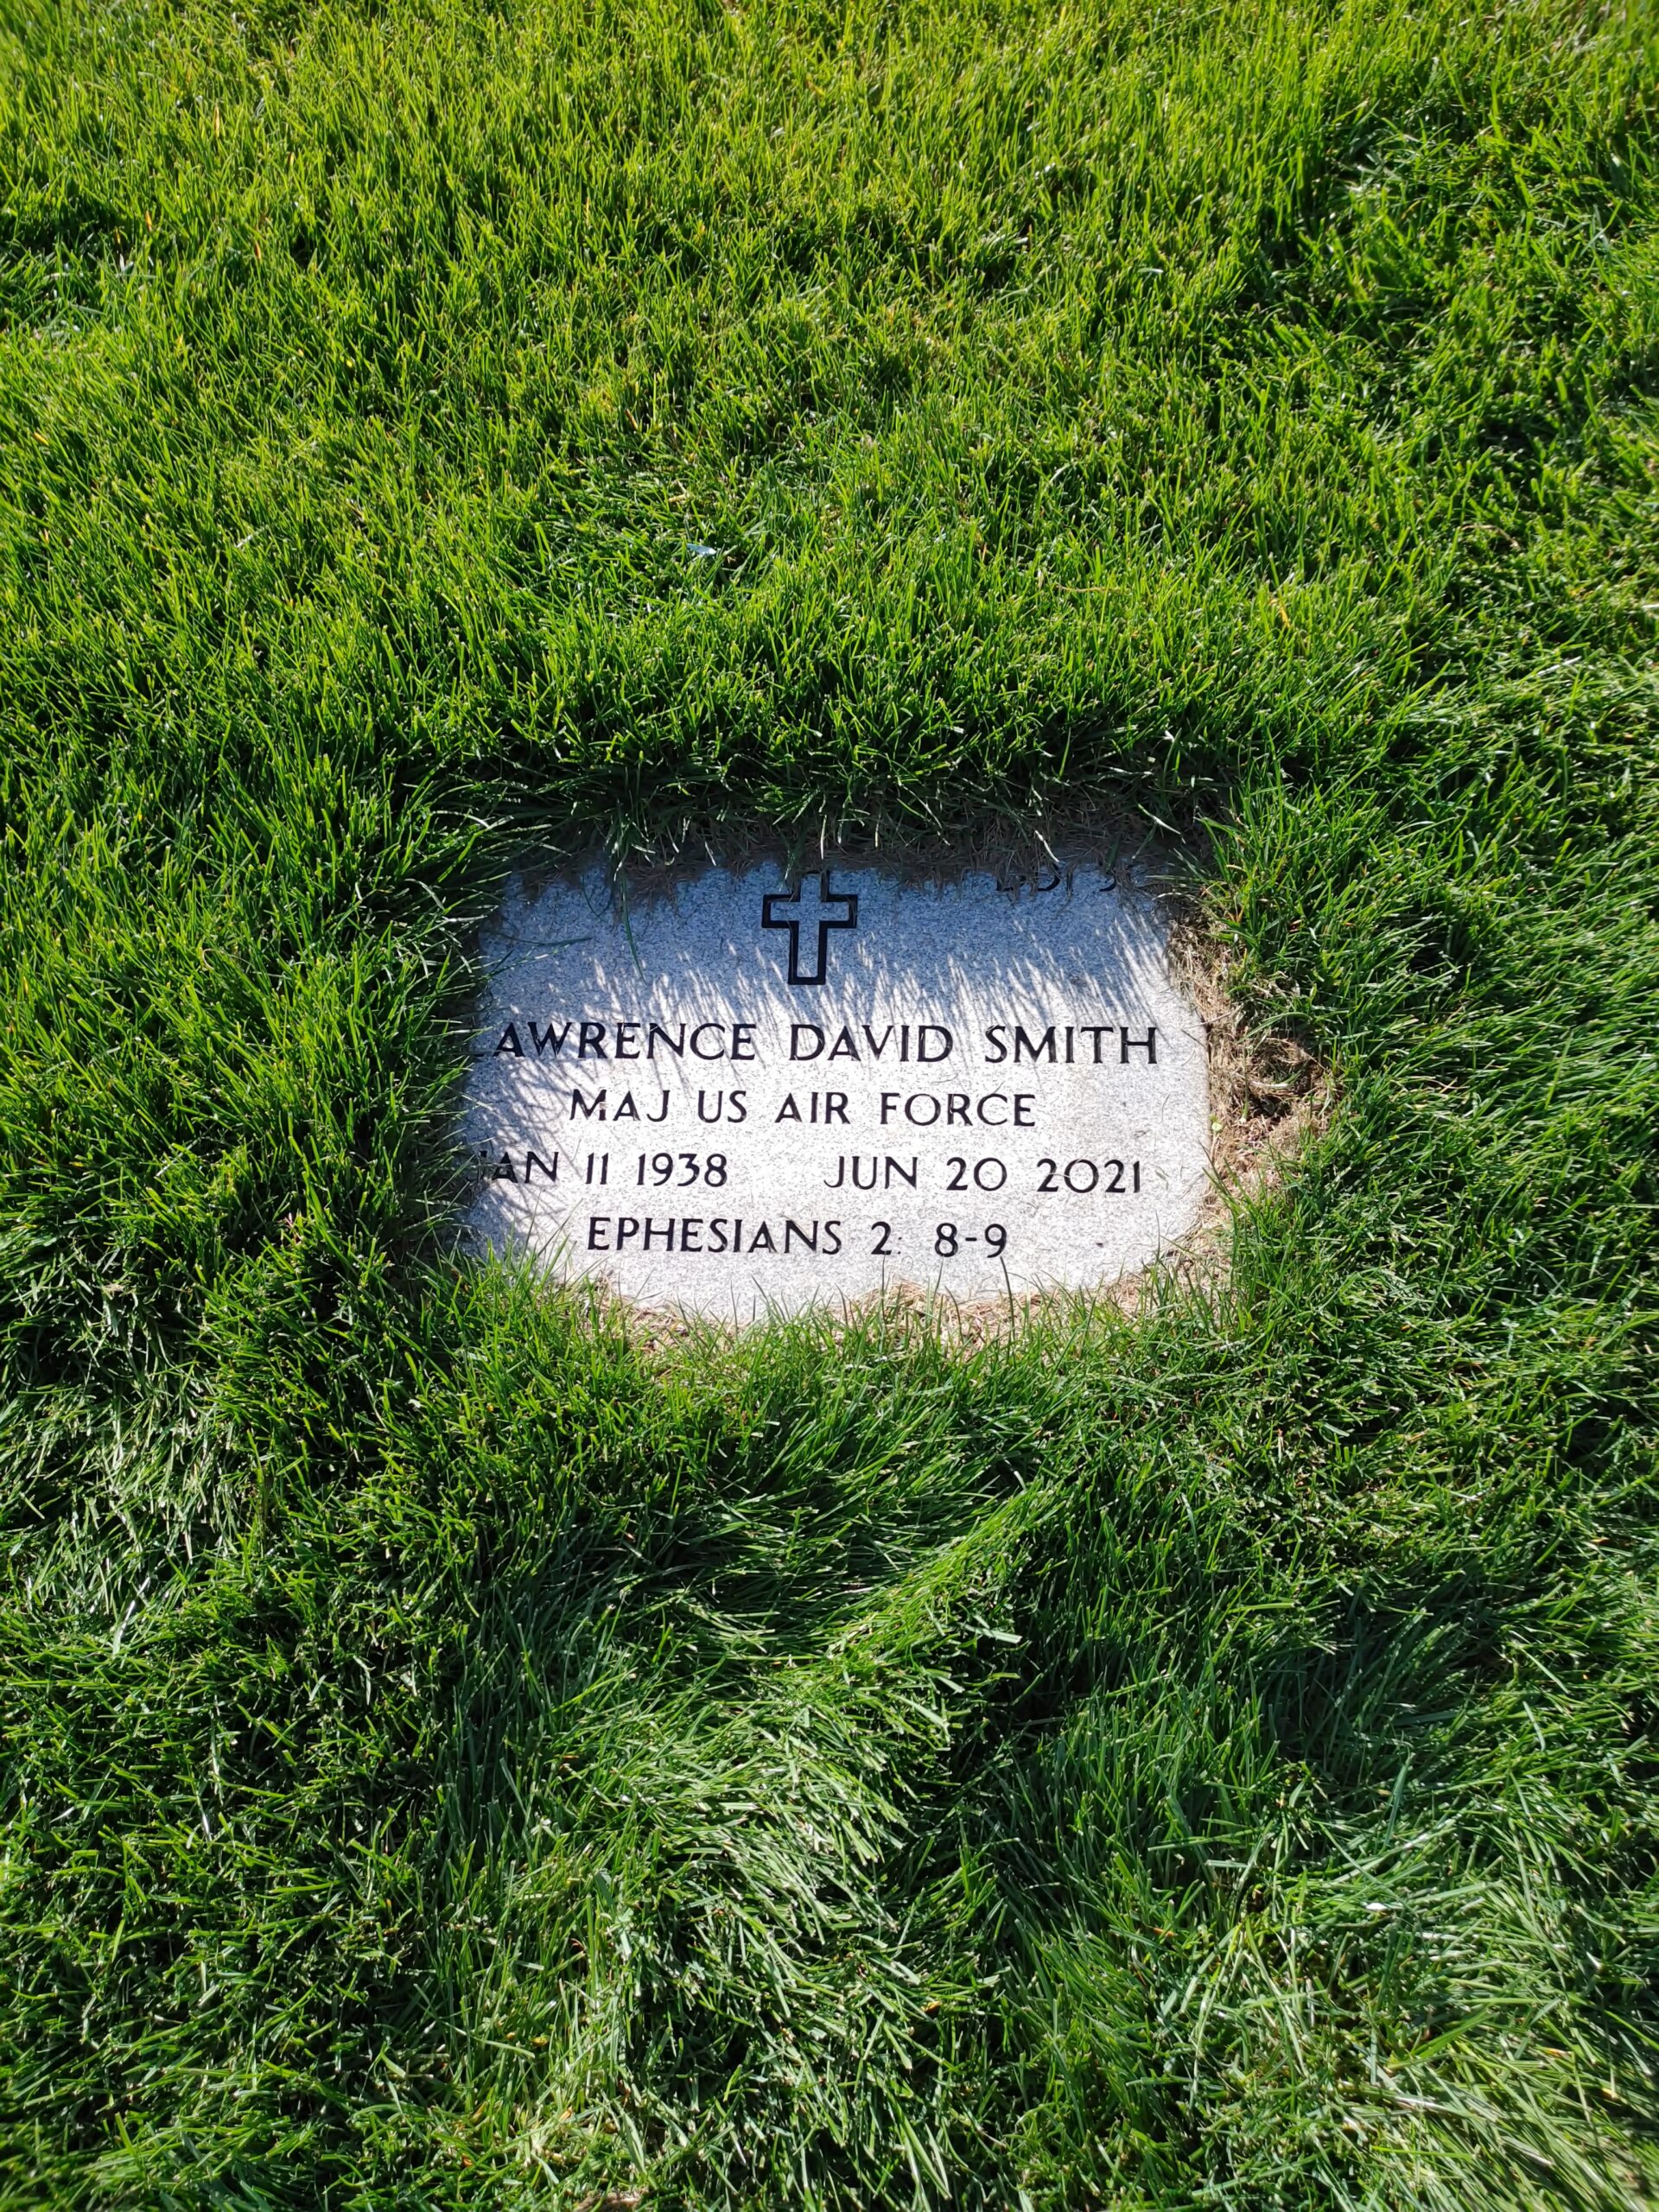 LAWRENCE DAVID SMITH
MAJ US AIR FORCE
JAN 11 1938 JUN 20 2021
EPHESIANS 2: 8-9